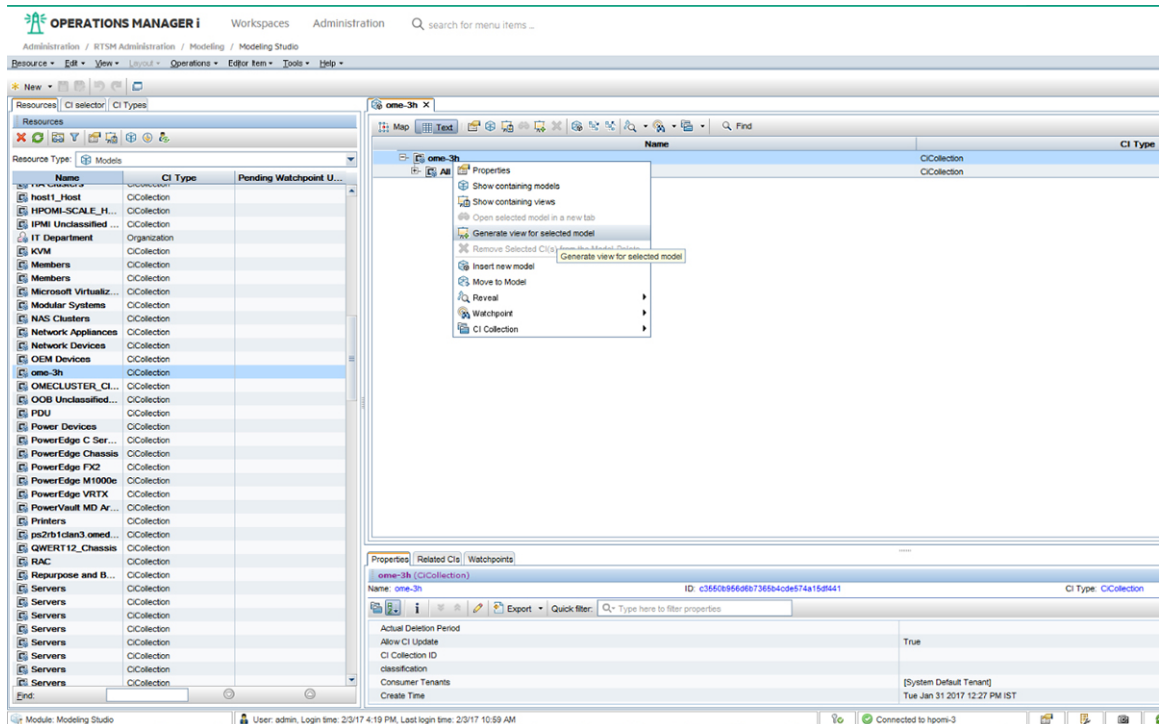 OPERATIONS MANAGER i Workspaces Administration search for menu items ...
Administration / RTSM Administration / Modeling / Modeling Studio
Resource Edit View Layout Operations Editor Item Tools Help
New
Resources CI selector CI Types
ome-3h X
Resources
Map Text Find
Resource Type: Models
Name CI Type
Name CI Type Pending Watchpoint U...
ome-3h CiCollection
All CiCollection
HA Clusters CiCollection
host1_Host CiCollection
HPOMI-SCALE_H... CiCollection
IPMI Unclassified ... CiCollection
IT Department Organization
KVM CiCollection
Members CiCollection
Members CiCollection
Microsoft Virtualiz... CiCollection
Modular Systems CiCollection
NAS Clusters CiCollection
Network Appliances CiCollection
Network Devices CiCollection
OEM Devices CiCollection
ome-3h CiCollection
OMECLUSTER_Cl... CiCollection
OOB Unclassified... CiCollection
PDU CiCollection
Power Devices CiCollection
PowerEdge C Ser... CiCollection
PowerEdge Chassis CiCollection
PowerEdge FX2 CiCollection
PowerEdge M1000e CiCollection
PowerEdge VRTX CiCollection
PowerVault MD Ar... CiCollection
Printers CiCollection
ps2rb1clan3.omed... CiCollection
QWERT12_Chassis CiCollection
RAC CiCollection
Repurpose and B... CiCollection
Servers CiCollection
Servers CiCollection
Servers CiCollection
Servers CiCollection
Servers CiCollection
Servers CiCollection
Servers CiCollection
Servers CiCollection
Find:
Properties
Show containing models
Show containing views
Open selected model in a new tab
Generate view for selected model
Remove Selected CI(s) from the Model
Generate view for selected model
Insert new model
Move to Model
Reveal
Watchpoint
CI Collection
Properties Related CIs Watchpoints
ome-3h (CiCollection)
Name: ome-3h ID: c3550b956d6b7365b4cde574a15df441 CI Type: CiCollection
Export Quick filter: Type here to filter properties
Actual Deletion Period
Allow CI Update True
CI Collection ID
classification
Consumer Tenants [System Default Tenant]
Create Time Tue Jan 31 2017 12:27 PM IST
Module: Modeling Studio User: admin, Login time: 2/3/17 4:19 PM, Last login time: 2/3/17 10:59 AM Connected to hpomi-3